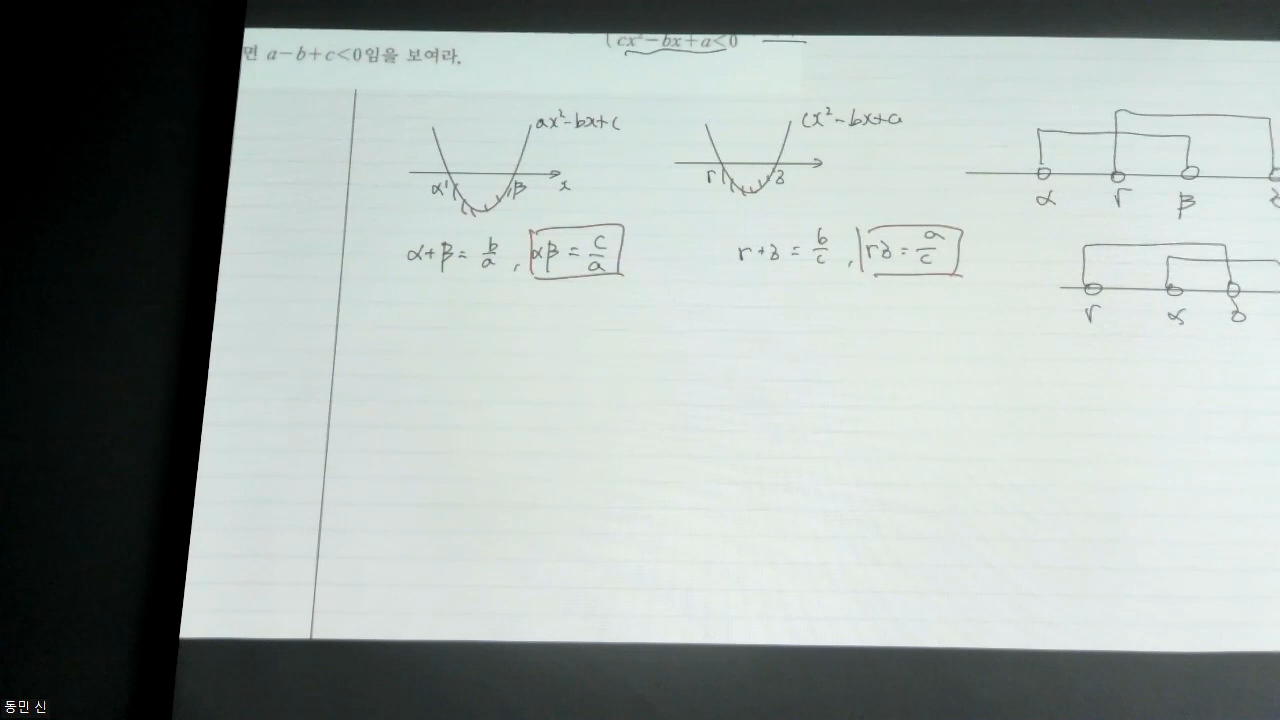 면 a-b+c<0임을 보여라.
cx²-bx+a<0
ax²-bx+c
α β x
α+β = b/a , αβ = c/a
cx²-bx+a
r δ
r+δ = b/c , rδ = a/c
α r β
r α δ
동민 신